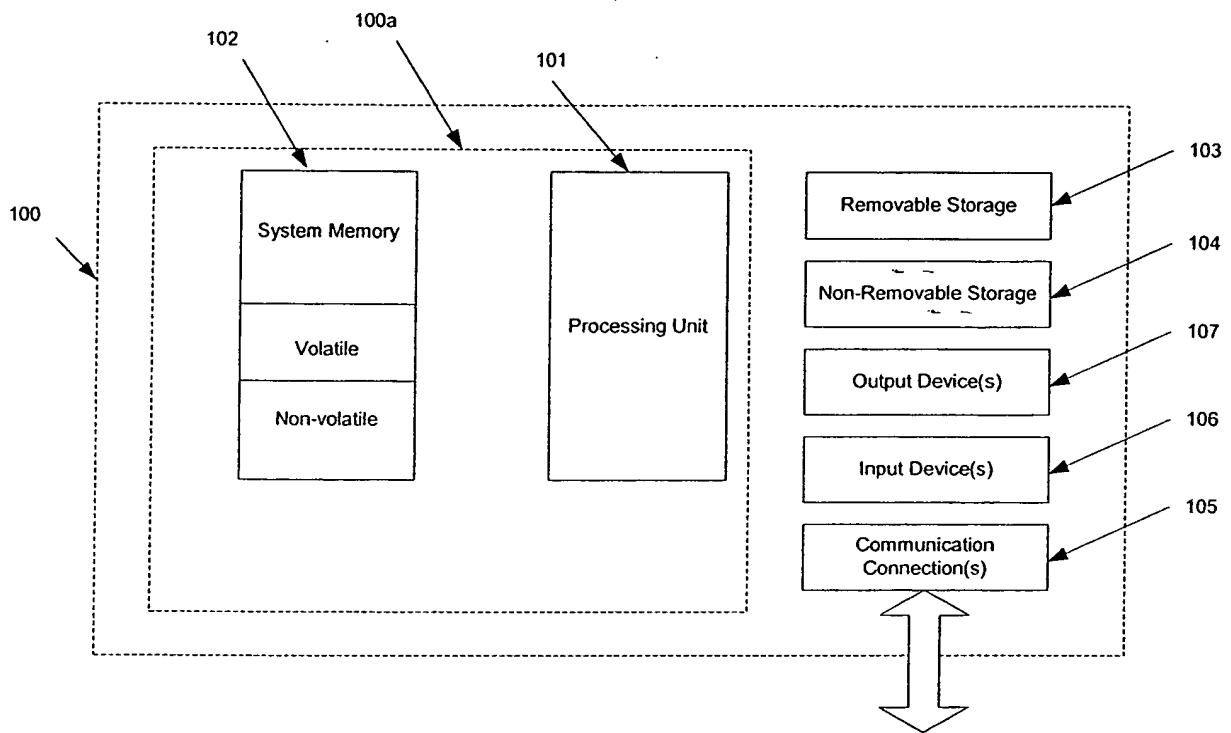 100a
102
101
103
100
System Memory
Removable Storage
104
Non-Removable Storage
Processing Unit
107
Volatile
Output Device(s)
106
Non-volatile
Input Device(s)
105
Communication
Connection(s)